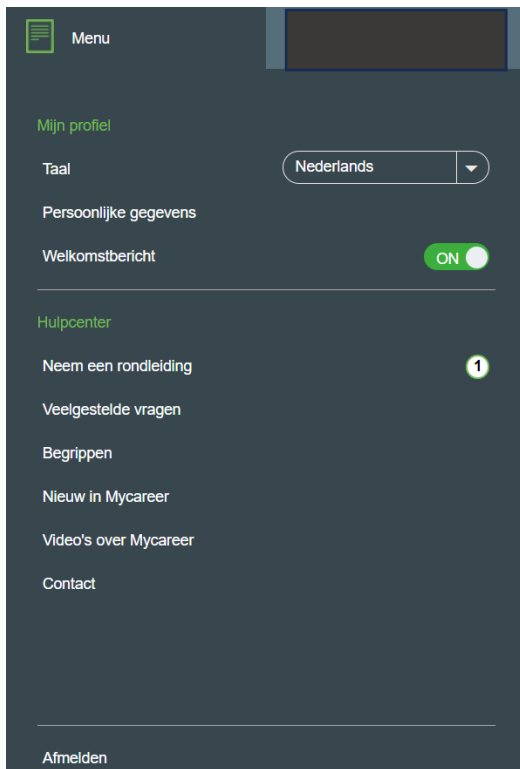 Menu
Mijn profiel
Taal
Nederlands
Persoonlijke gegevens
Welkomstbericht
ON
Hulpcenter
Neem een rondleiding
1
Veelgestelde vragen
Begrippen
Nieuw in Mycareer
Video's over Mycareer
Contact
Afmelden